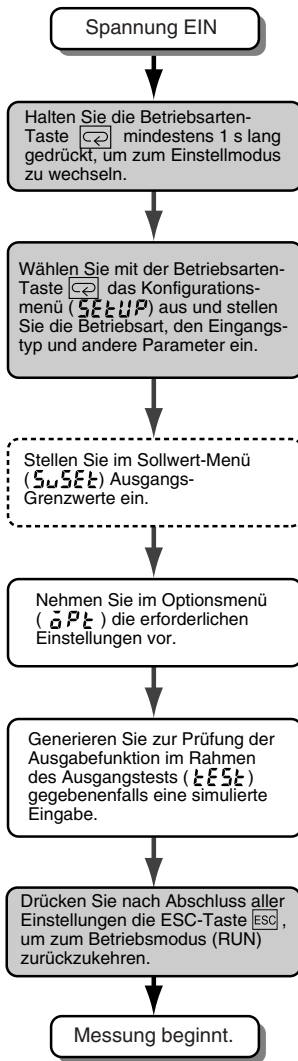 Spannung EIN
Halten Sie die Betriebsarten-
Taste mindestens 1 s lang
gedrückt, um zum Einstellmodus
zu wechseln.
Wählen Sie mit der Betriebsarten-
Taste das Konfigurations-
menü (SEtUP) aus und stellen
Sie die Betriebsart, den Eingangs-
typ und andere Parameter ein.
Stellen Sie im Sollwert-Menü
(SuSEt) Ausgangs-
Grenzwerte ein.
Nehmen Sie im Optionsmenü
( oPt ) die erforderlichen
Einstellungen vor.
Generieren Sie zur Prüfung der
Ausgabefunktion im Rahmen
des Ausgangstests (tESt)
gegebenenfalls eine simulierte
Eingabe.
Drücken Sie nach Abschluss aller
Einstellungen die ESC-Taste ESC ,
um zum Betriebsmodus (RUN)
zurückzukehren.
Messung beginnt.